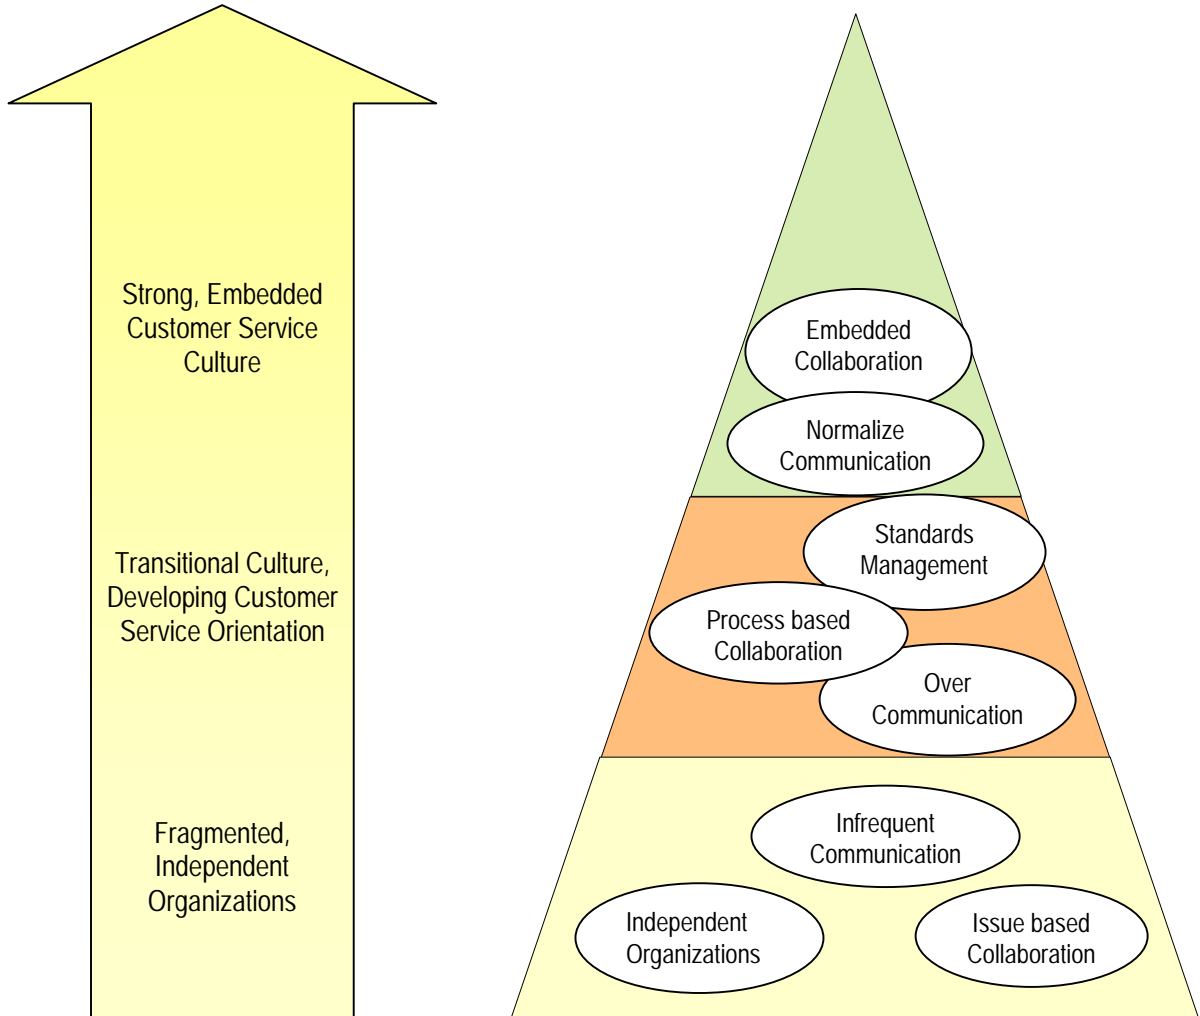 Strong, Embedded
Customer Service
Culture
Transitional Culture,
Developing Customer
Service Orientation
Fragmented,
Independent
Organizations
Embedded
Collaboration
Normalize
Communication
Standards
Management
Process based
Collaboration
Over
Communication
Infrequent
Communication
Independent
Organizations
Issue based
Collaboration